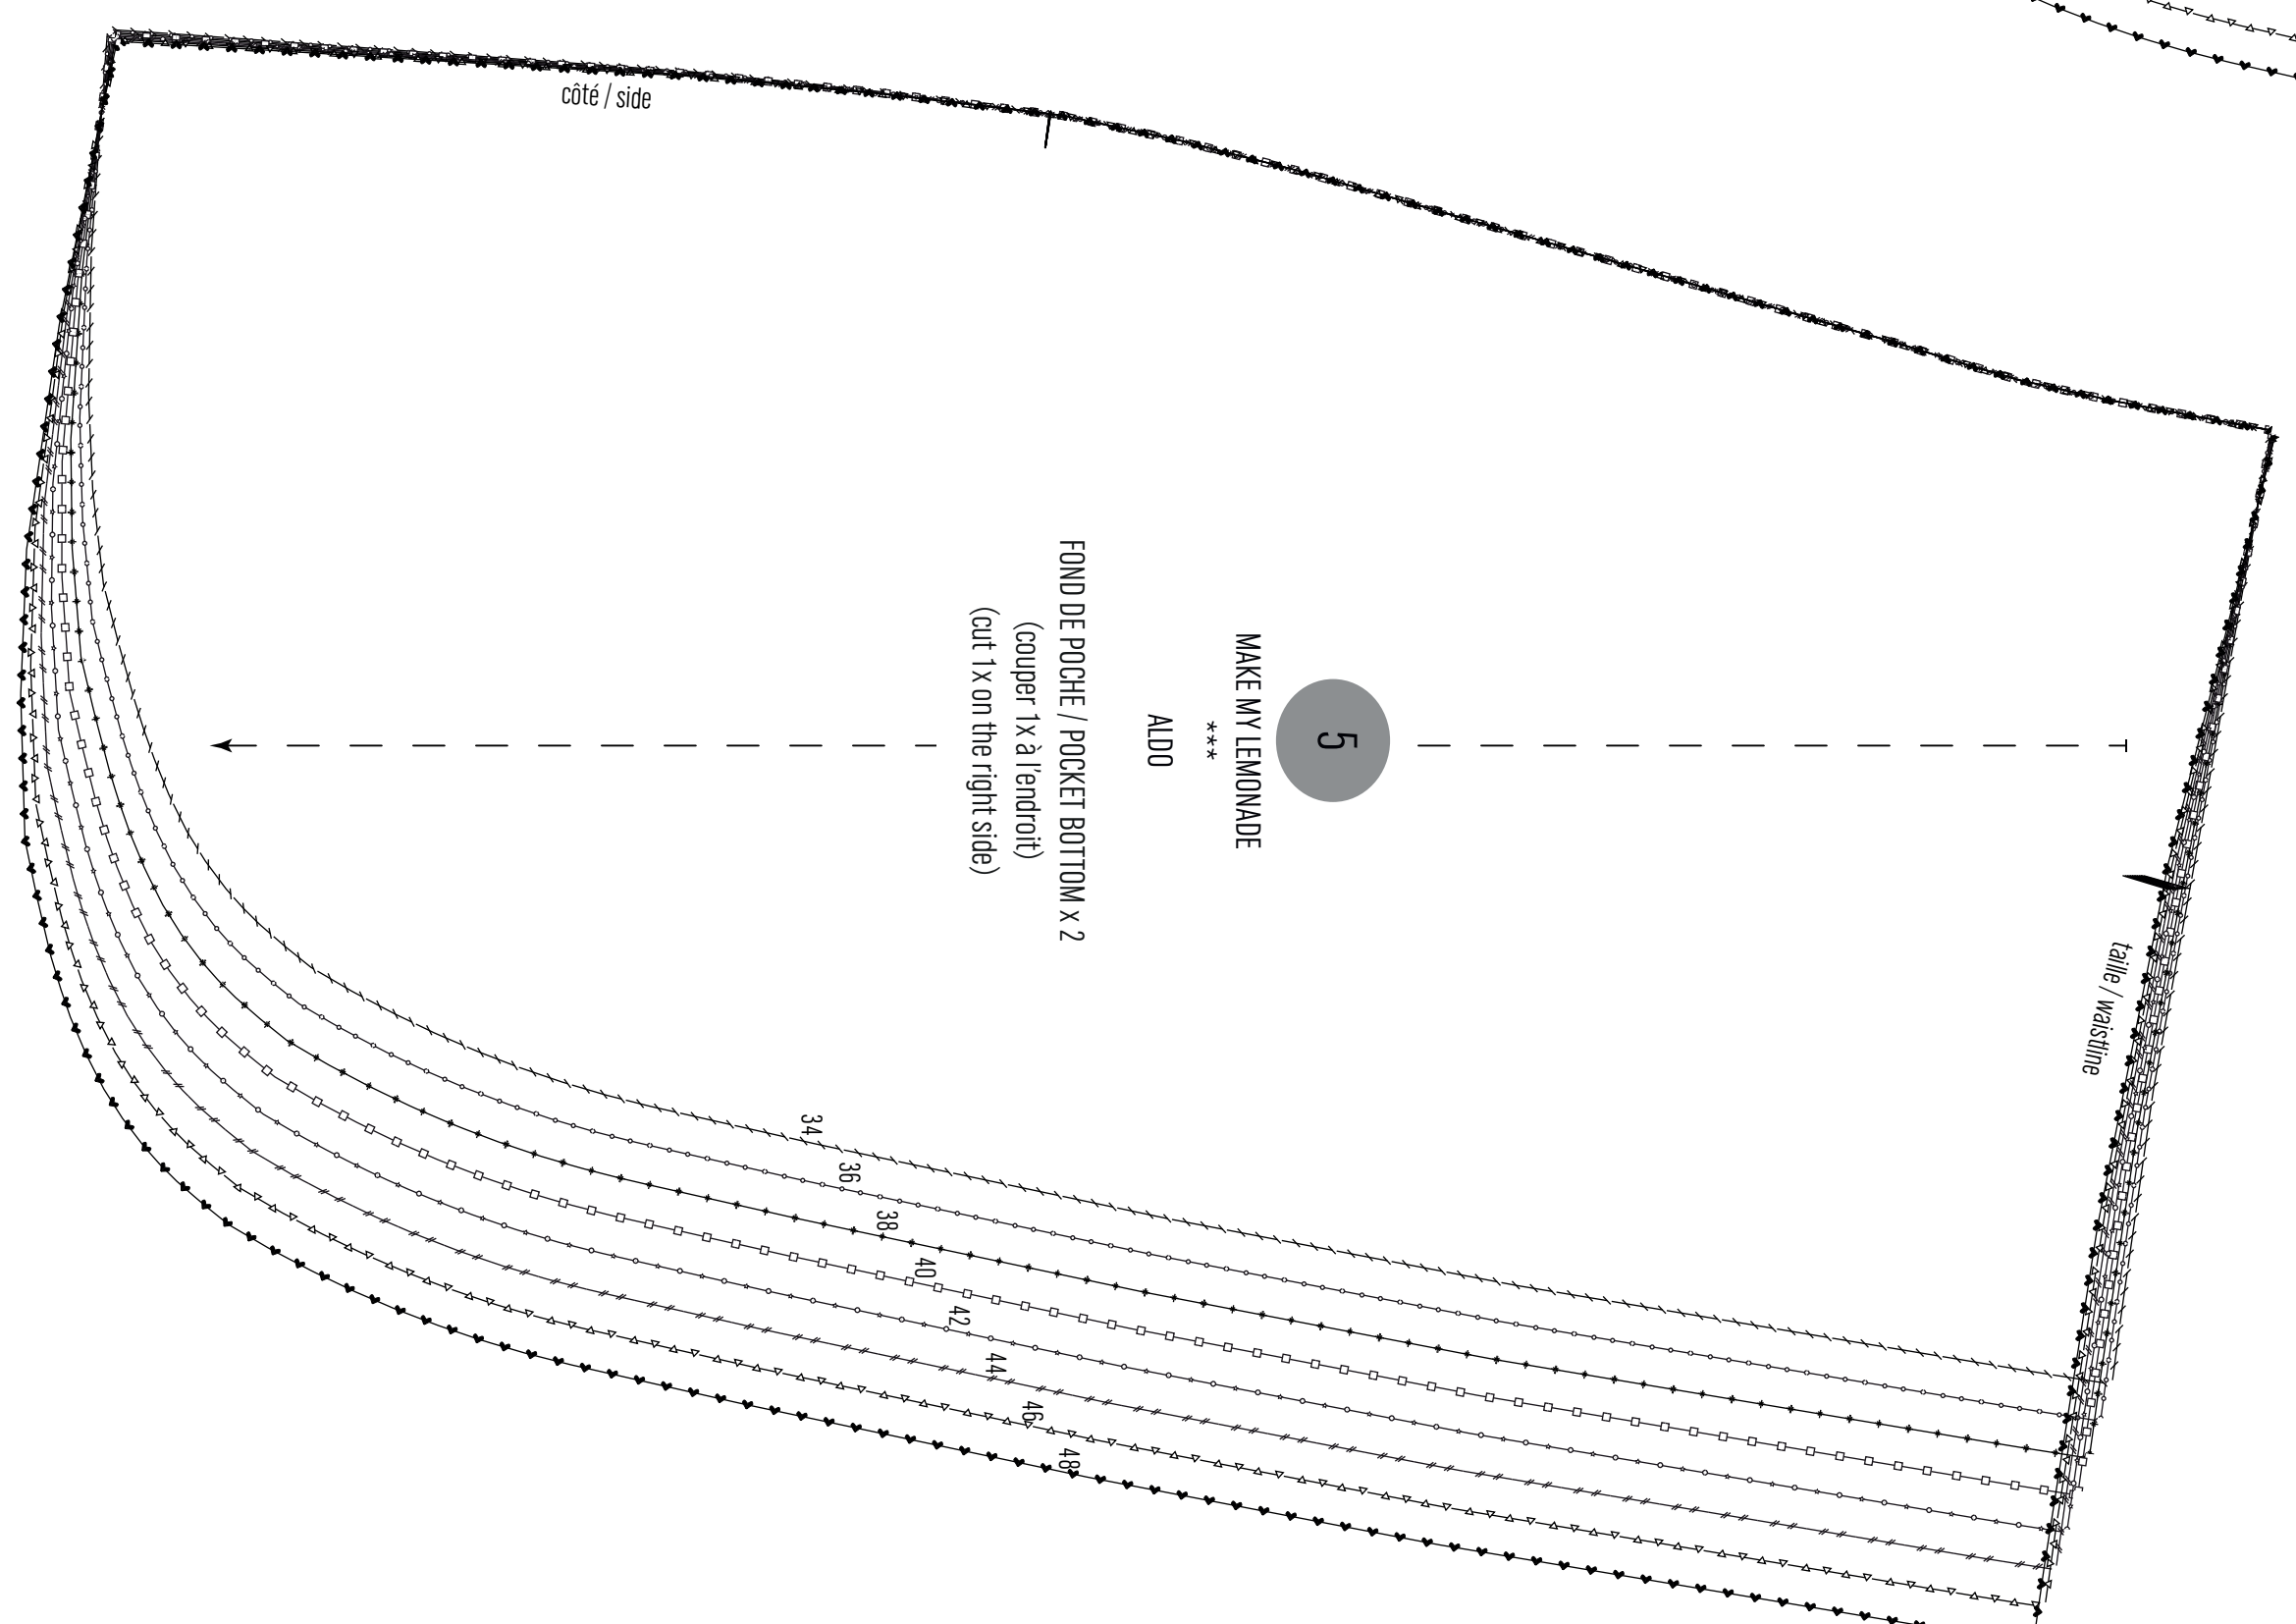 côté / side
5
MAKE MY LEMONADE
***
ALDO
FOND DE POCHE / POCKET BOTTOM x 2
(couper 1x à l'endroit)
(cut 1x on the right side)
taille / waistline
34
36
38
40
42
44
46
48